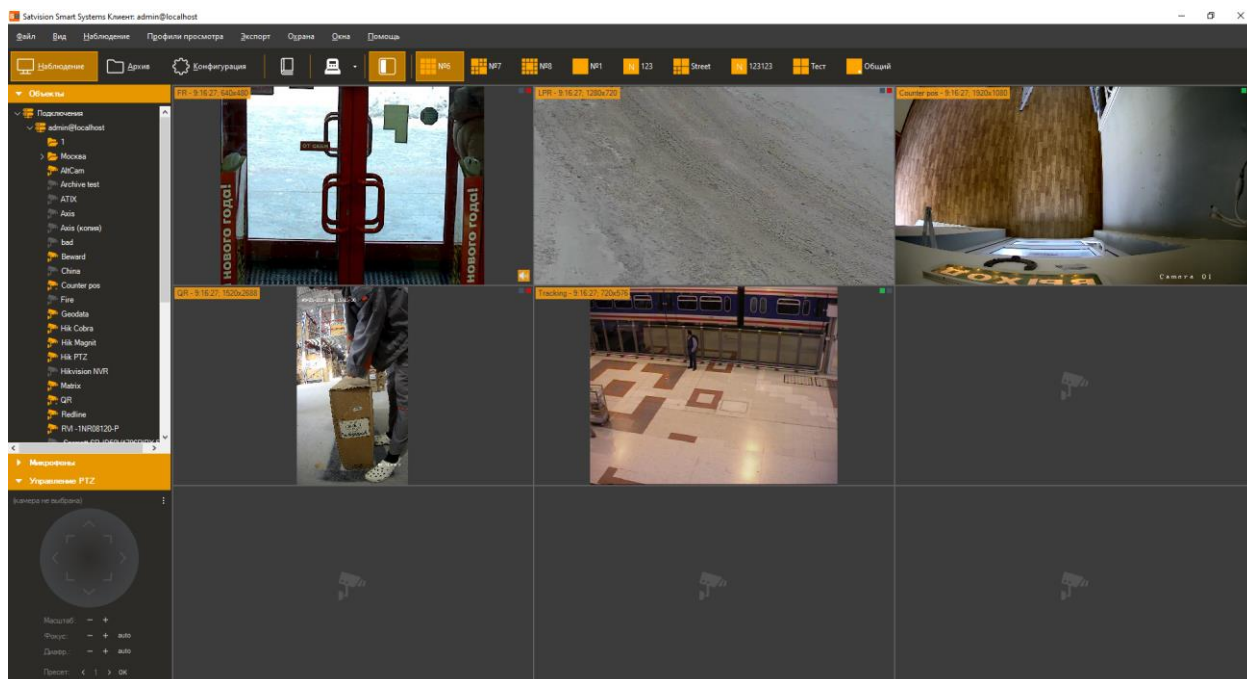 Satvision Smart Systems Клиент: admin@localhost
Файл Вид Наблюдение Профили просмотра Экспорт Охрана Окна Помощь
Наблюдение Архив Конфигурация №6 №7 №8 №1 N 123 Street N 123123 Тест Общий
Объекты
Подключения
admin@localhost
1
Москва
AltCam
Archive test
ATIX
Axis
Axis (копия)
bad
Beward
China
Counter pos
Fire
Geodata
Hik Cobra
Hik Magnit
Hik PTZ
Hikvision NVR
Matrix
QR
Redline
RVi -1NR08120-P
Микрофоны
Управление PTZ
(камера не выбрана)
Масштаб: − +
Фокус: − + auto
Диафр.: − + auto
Пресет: < 1 > OK
FR - 9:16:27; 640x480
от себя
нового года!
нового года!
LPR - 9:16:27; 1280x720
Counter pos - 9:16:27; 1920x1080
ВЫХОД
Camera 01
QR - 9:16:27; 1520x2688
Tracking - 9:16:27; 720x576